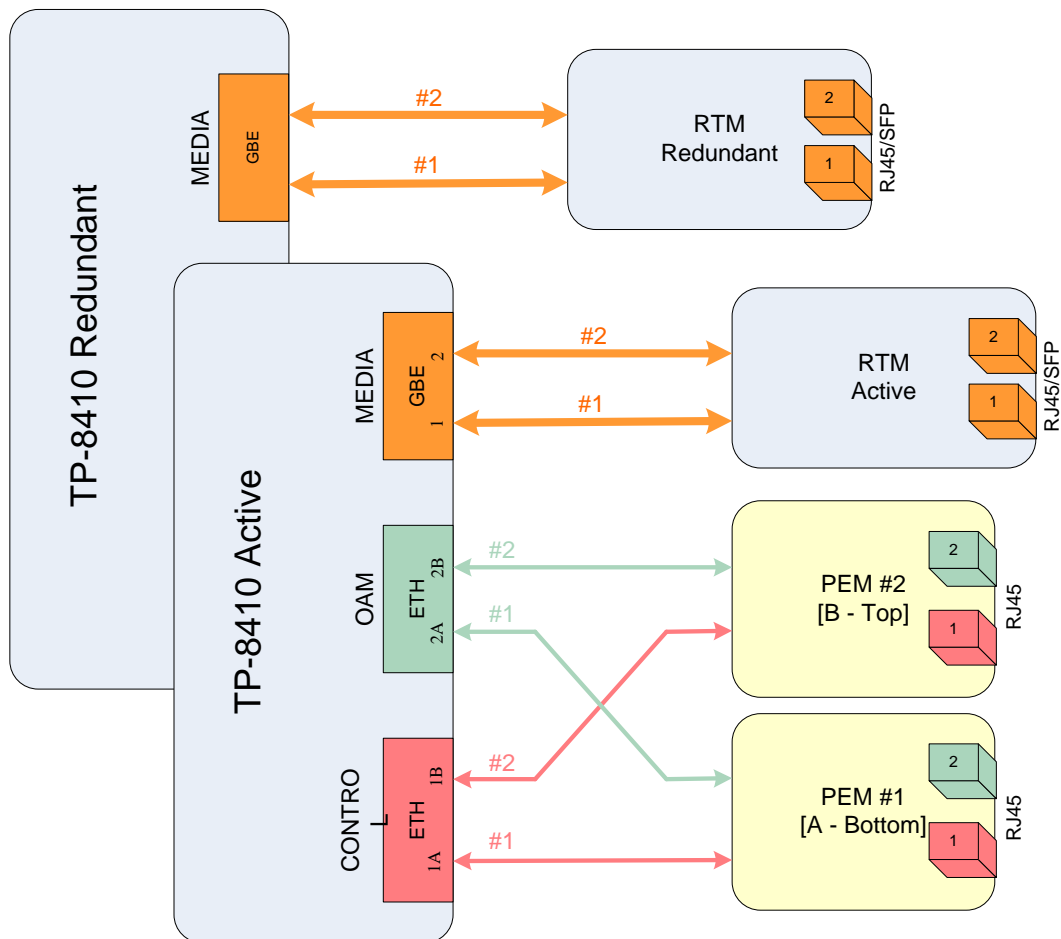 TP-8410 Redundant
MEDIA
GBE
#2
#1
RTM
Redundant
2
1
RJ45/SFP
TP-8410 Active
MEDIA
GBE
2
1
#2
#1
RTM
Active
2
1
RJ45/SFP
OAM
ETH
2B
2A
#2
#1
PEM #2
[B - Top]
2
1
RJ45
CONTROL
ETH
1B
1A
#2
#1
PEM #1
[A - Bottom]
2
1
RJ45